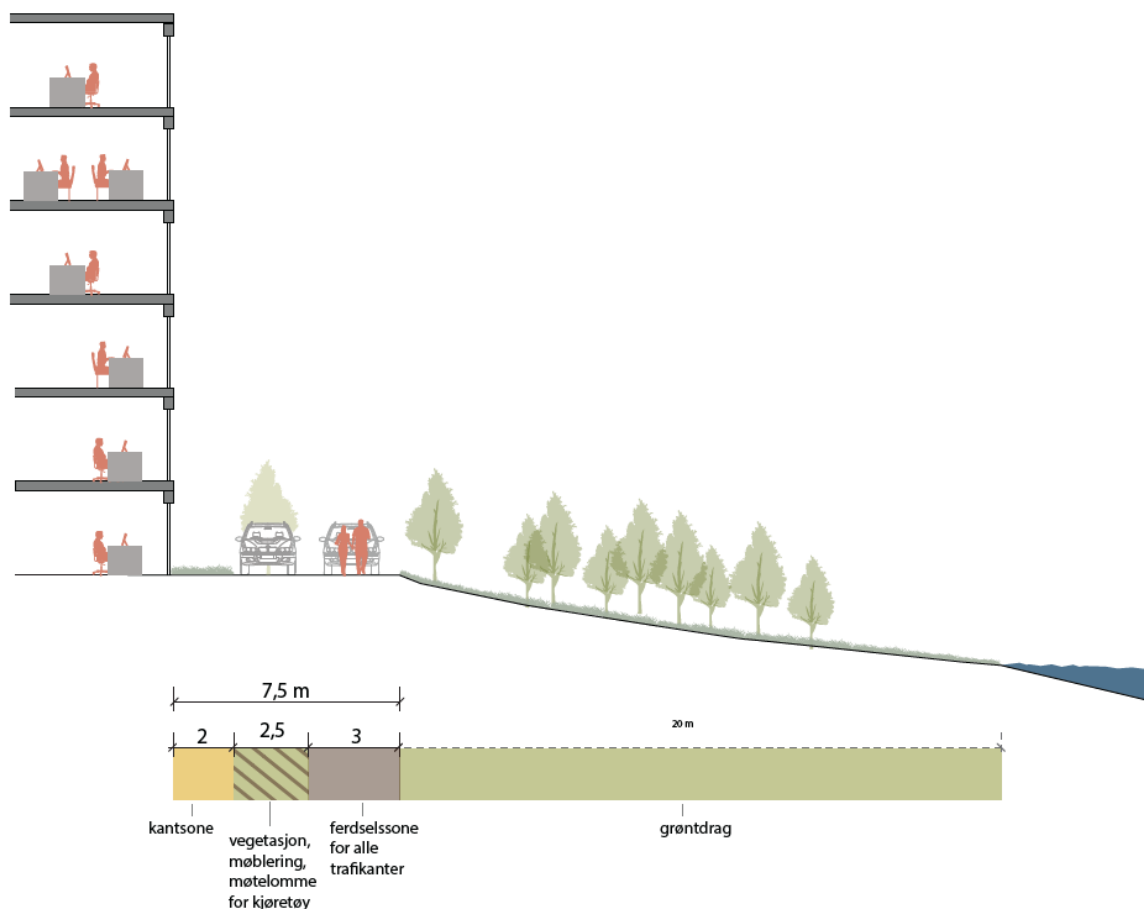 7,5 m
2
2,5
3
20 m
kantsone
vegetasjon,
møblering,
møtelomme
for kjøretøy
ferdselssone
for alle
trafikanter
grøntdrag